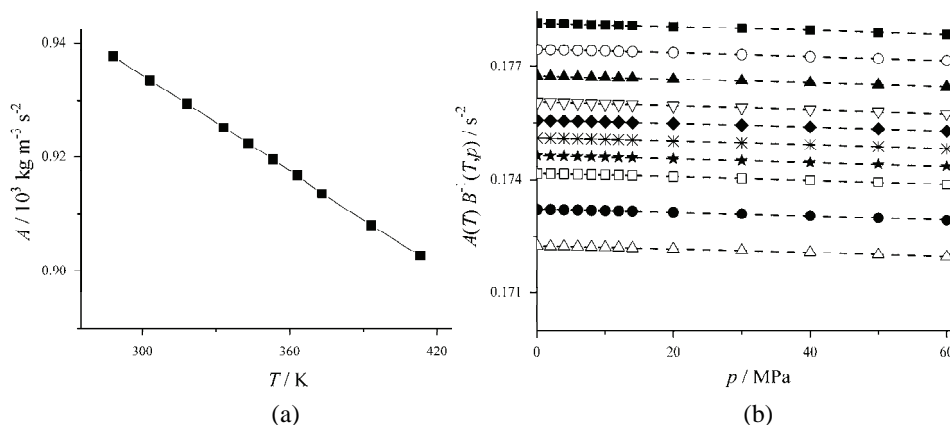 0.94
0.92
0.90
A / 10³ kg m⁻³ s⁻²
300
360
420
T / K
(a)
0.177
0.174
0.171
A(T) B⁻¹(T,p) / s⁻²
0
20
40
60
p / MPa
(b)